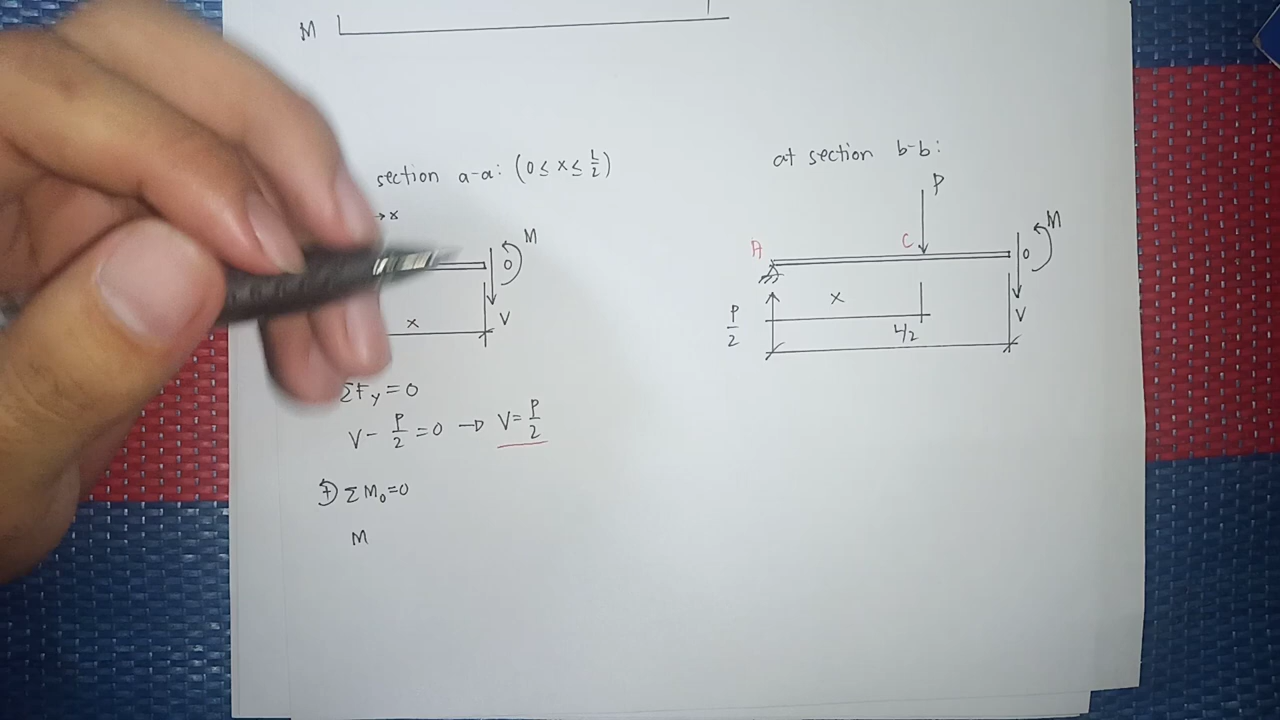 M
section a-a: (0 ≤ x ≤ L/2)
→x
M
0
x
V
ΣFy = 0
V - P/2 = 0 → V = P/2
+ ΣM0 = 0
M
at section b-b:
P
A
C
M
0
x
P/2
L/2
V